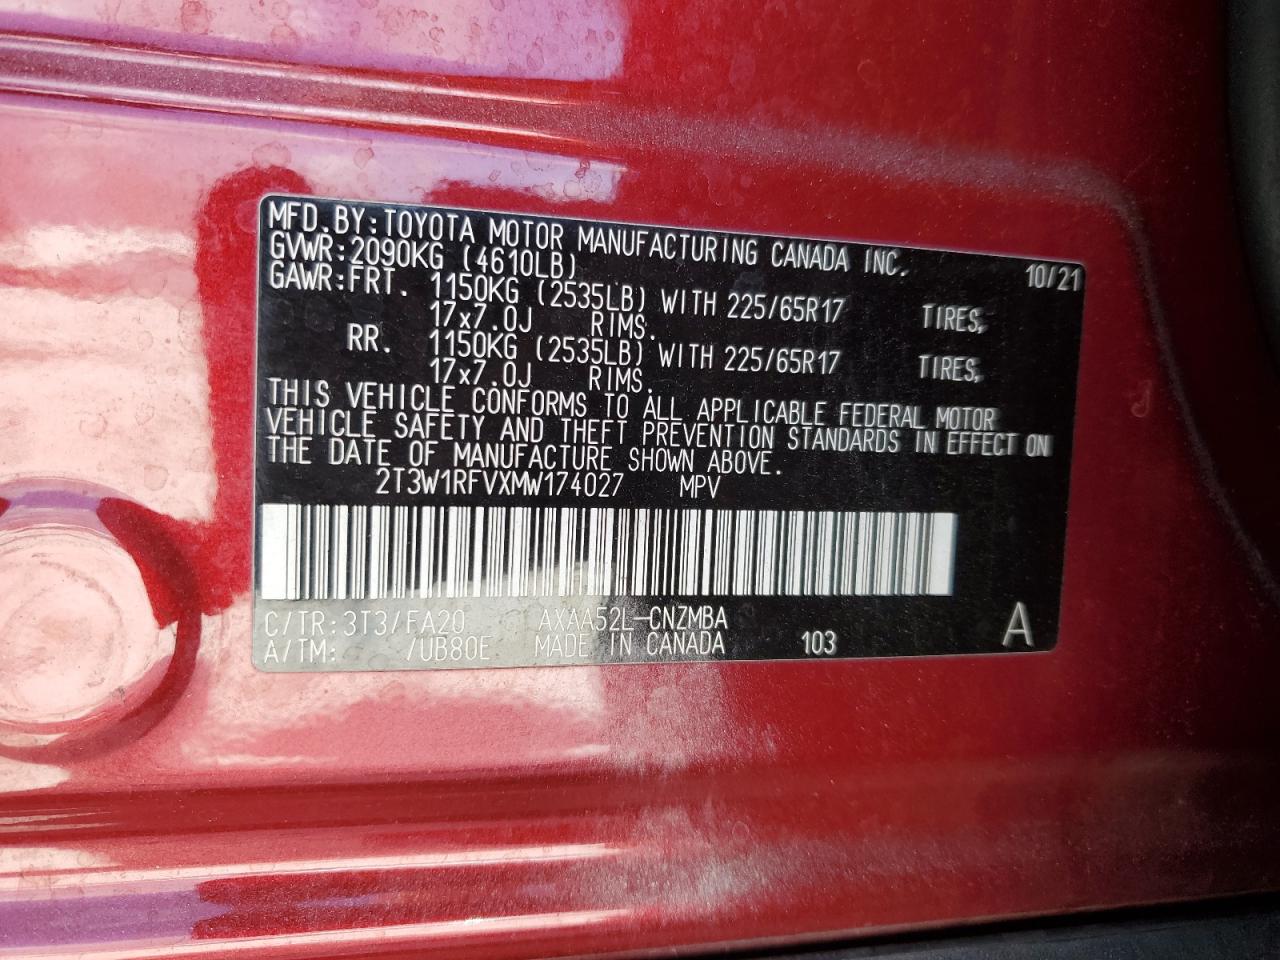 MFD.BY:TOYOTA MOTOR MANUFACTURING CANADA INC. 10/21
GVWR:2090KG (4610LB)
GAWR:FRT. 1150KG (2535LB) WITH 225/65R17 TIRES,
17x7.0J RIMS.
RR. 1150KG (2535LB) WITH 225/65R17 TIRES,
17x7.0J RIMS.
THIS VEHICLE CONFORMS TO ALL APPLICABLE FEDERAL MOTOR
VEHICLE SAFETY AND THEFT PREVENTION STANDARDS IN EFFECT ON
THE DATE OF MANUFACTURE SHOWN ABOVE.
2T3W1RFVXMW174027 MPV
C/TR:3T3/FA20 AXAA52L-CNZMBA
A/TM: /UB80E MADE IN CANADA 103 A